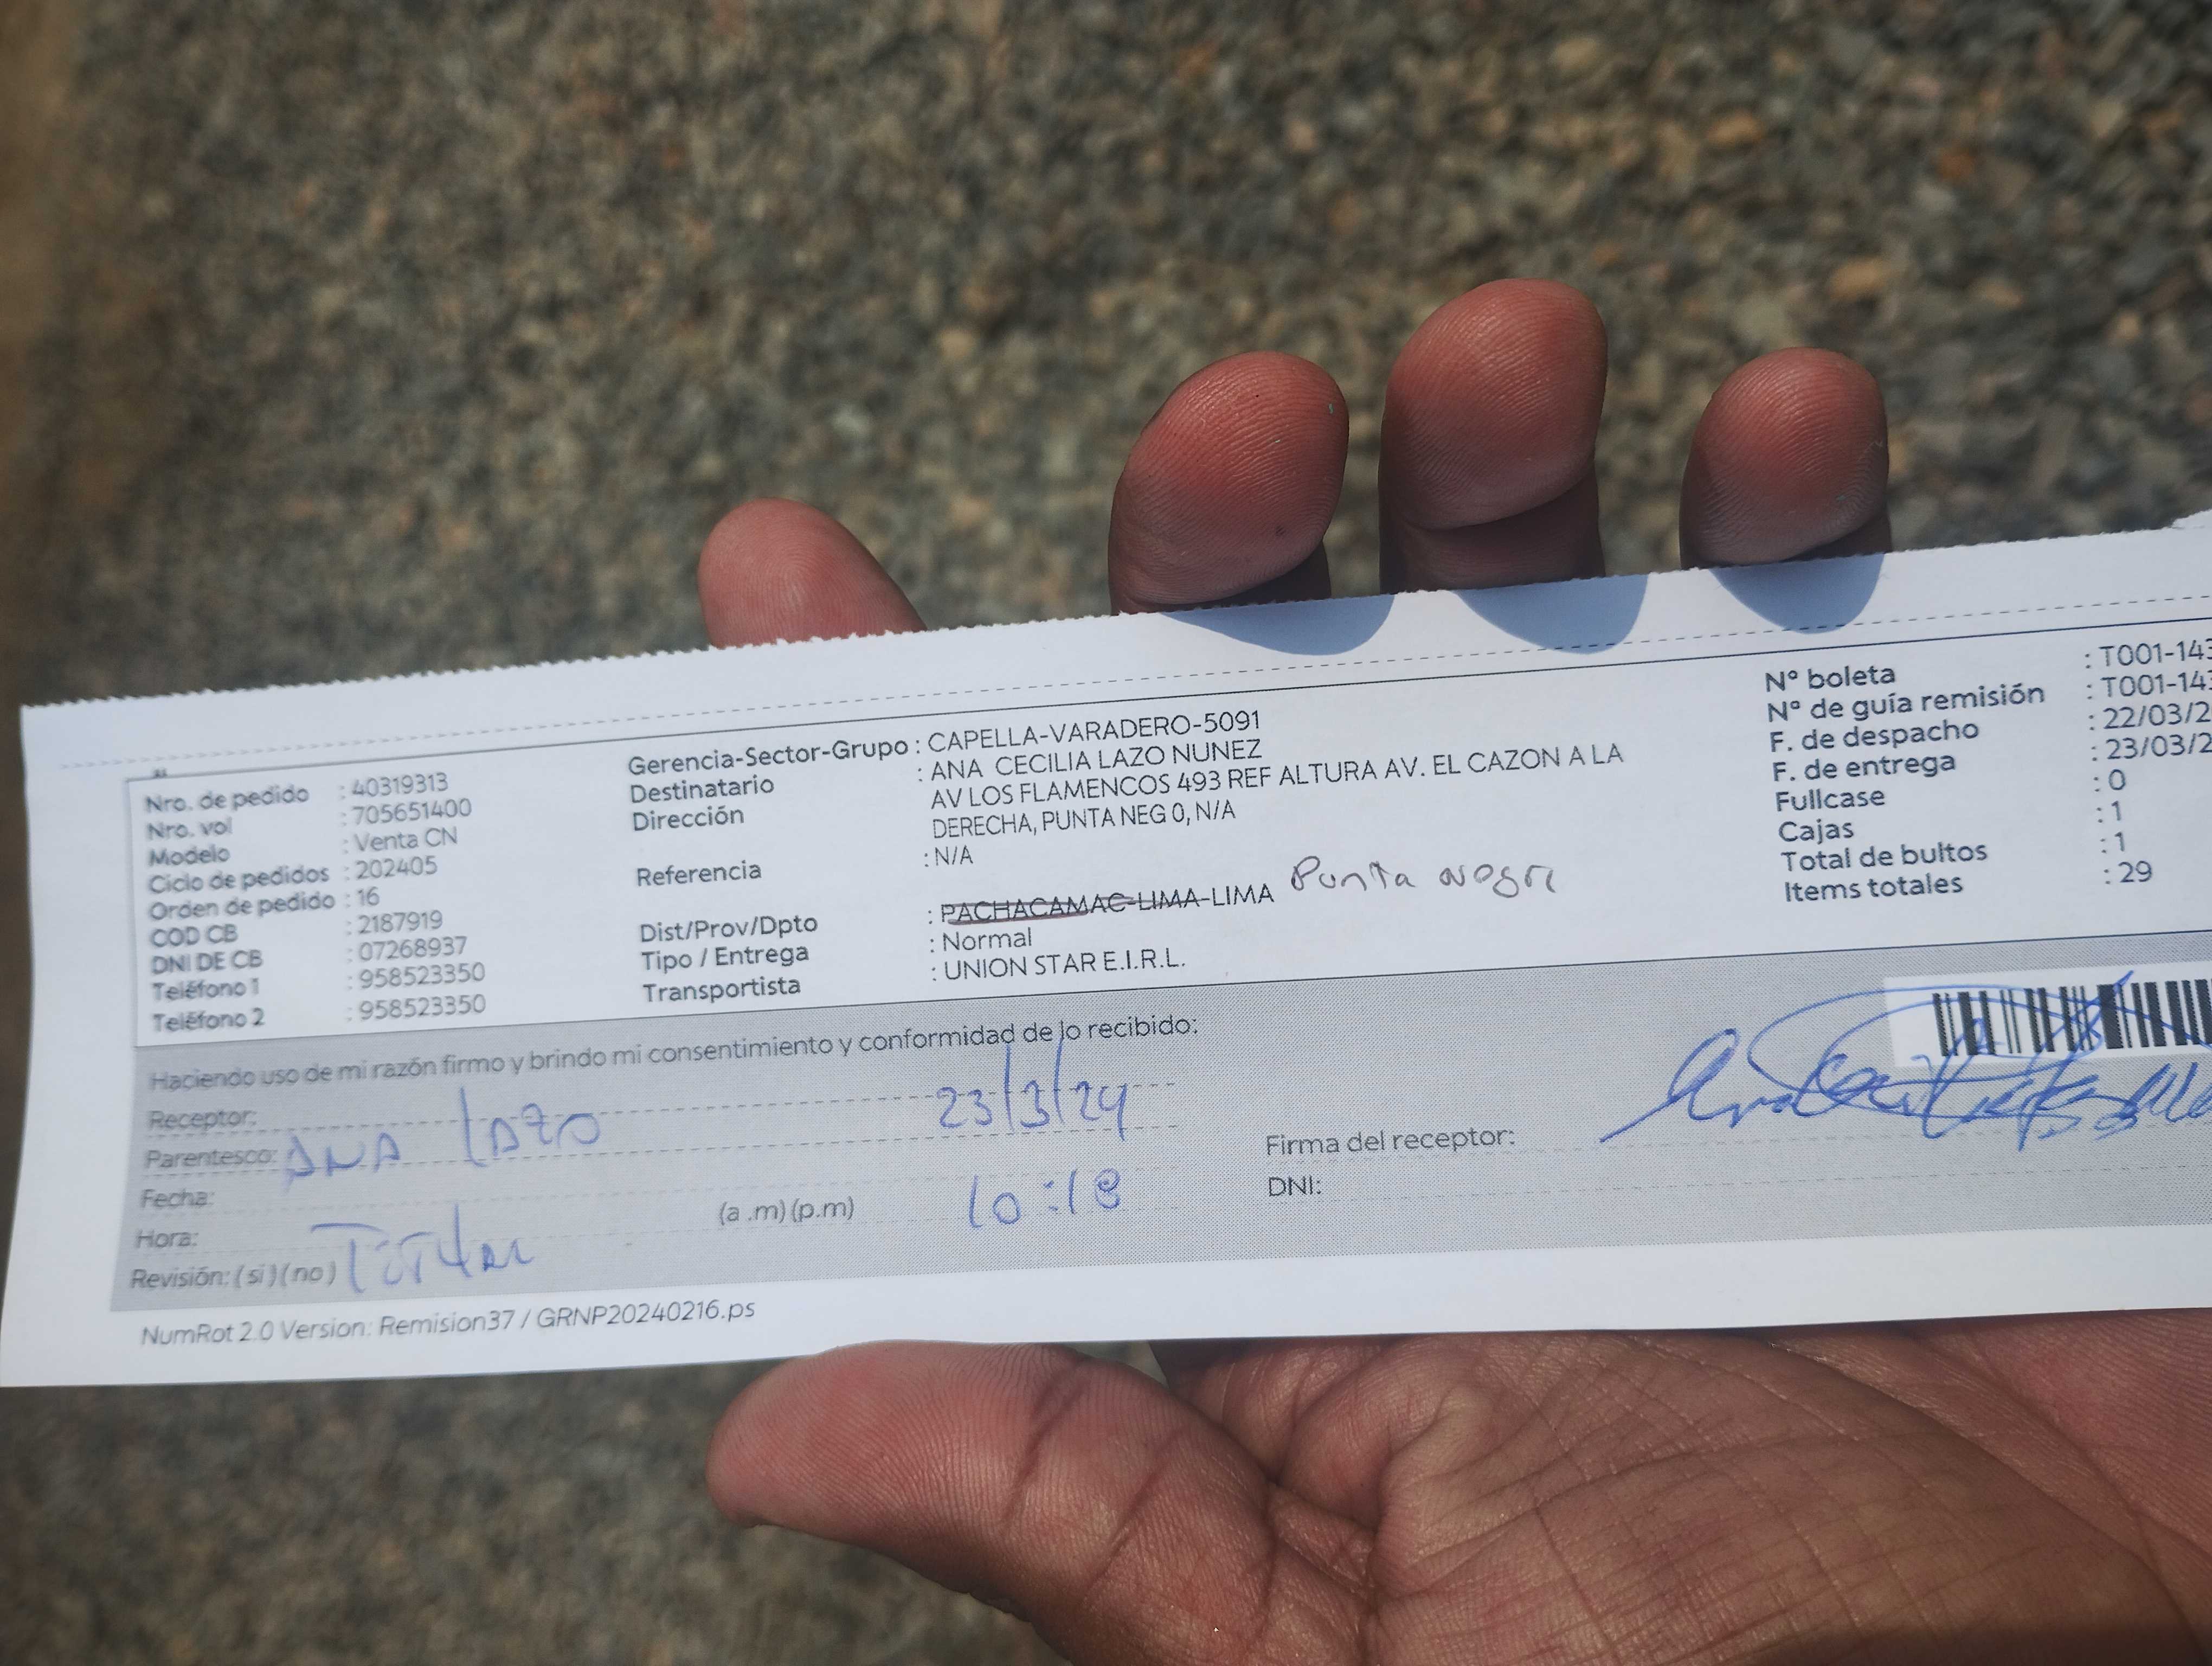 Nro. de pedido : 40319313
Nro. vol : 705651400
Modelo : Venta CN
Ciclo de pedidos : 202405
Orden de pedido : 16
COD CB : 2187919
DNI DE CB : 07268937
Teléfono 1 : 958523350
Teléfono 2 : 958523350
Gerencia-Sector-Grupo : CAPELLA-VARADERO-5091
Destinatario : ANA CECILIA LAZO NUNEZ
Dirección AV LOS FLAMENCOS 493 REF ALTURA AV. EL CAZON A LA
DERECHA, PUNTA NEG 0, N/A
Referencia : N/A
Dist/Prov/Dpto : PACHACAMAC-LIMA-LIMA Punta Negra
Tipo / Entrega : Normal
Transportista : UNION STAR E.I.R.L.
N° boleta : T001-143
N° de guía remisión : T001-143
F. de despacho : 22/03/2
F. de entrega : 23/03/2
Fullcase : 0
Cajas : 1
Total de bultos : 1
Items totales : 29
Haciendo uso de mi razón firmo y brindo mi consentimiento y conformidad de lo recibido:
Receptor:
Parentesco: ANA LAZO 23/3/24
Fecha:
Hora: (a .m) (p.m) 10:18
Revisión: (si) (no) Titular
Firma del receptor:
DNI:
NumRot 2.0 Version: Remision37 / GRNP20240216.ps